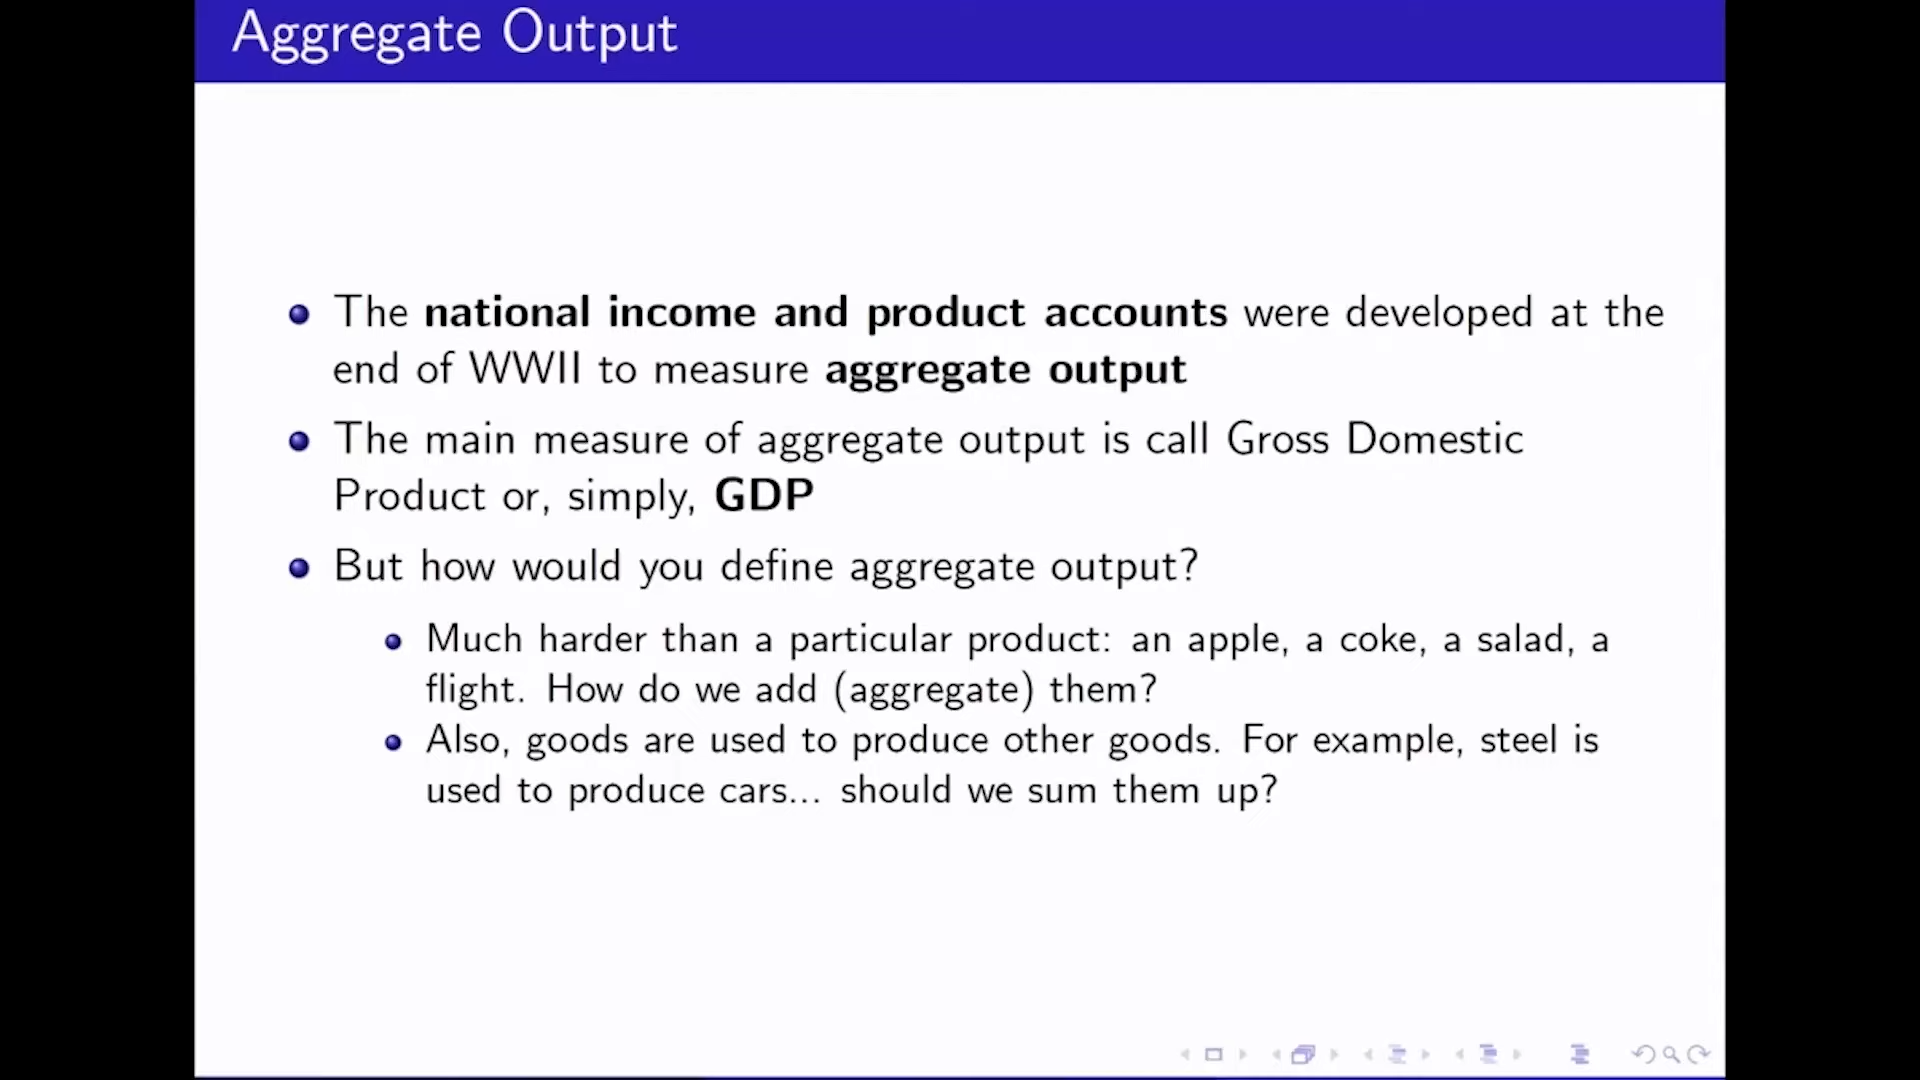 Aggregate Output
The national income and product accounts were developed at the
end of WWII to measure aggregate output
The main measure of aggregate output is call Gross Domestic
Product or, simply, GDP
But how would you define aggregate output?
Much harder than a particular product: an apple, a coke, a salad, a
flight. How do we add (aggregate) them?
Also, goods are used to produce other goods. For example, steel is
used to produce cars... should we sum them up?